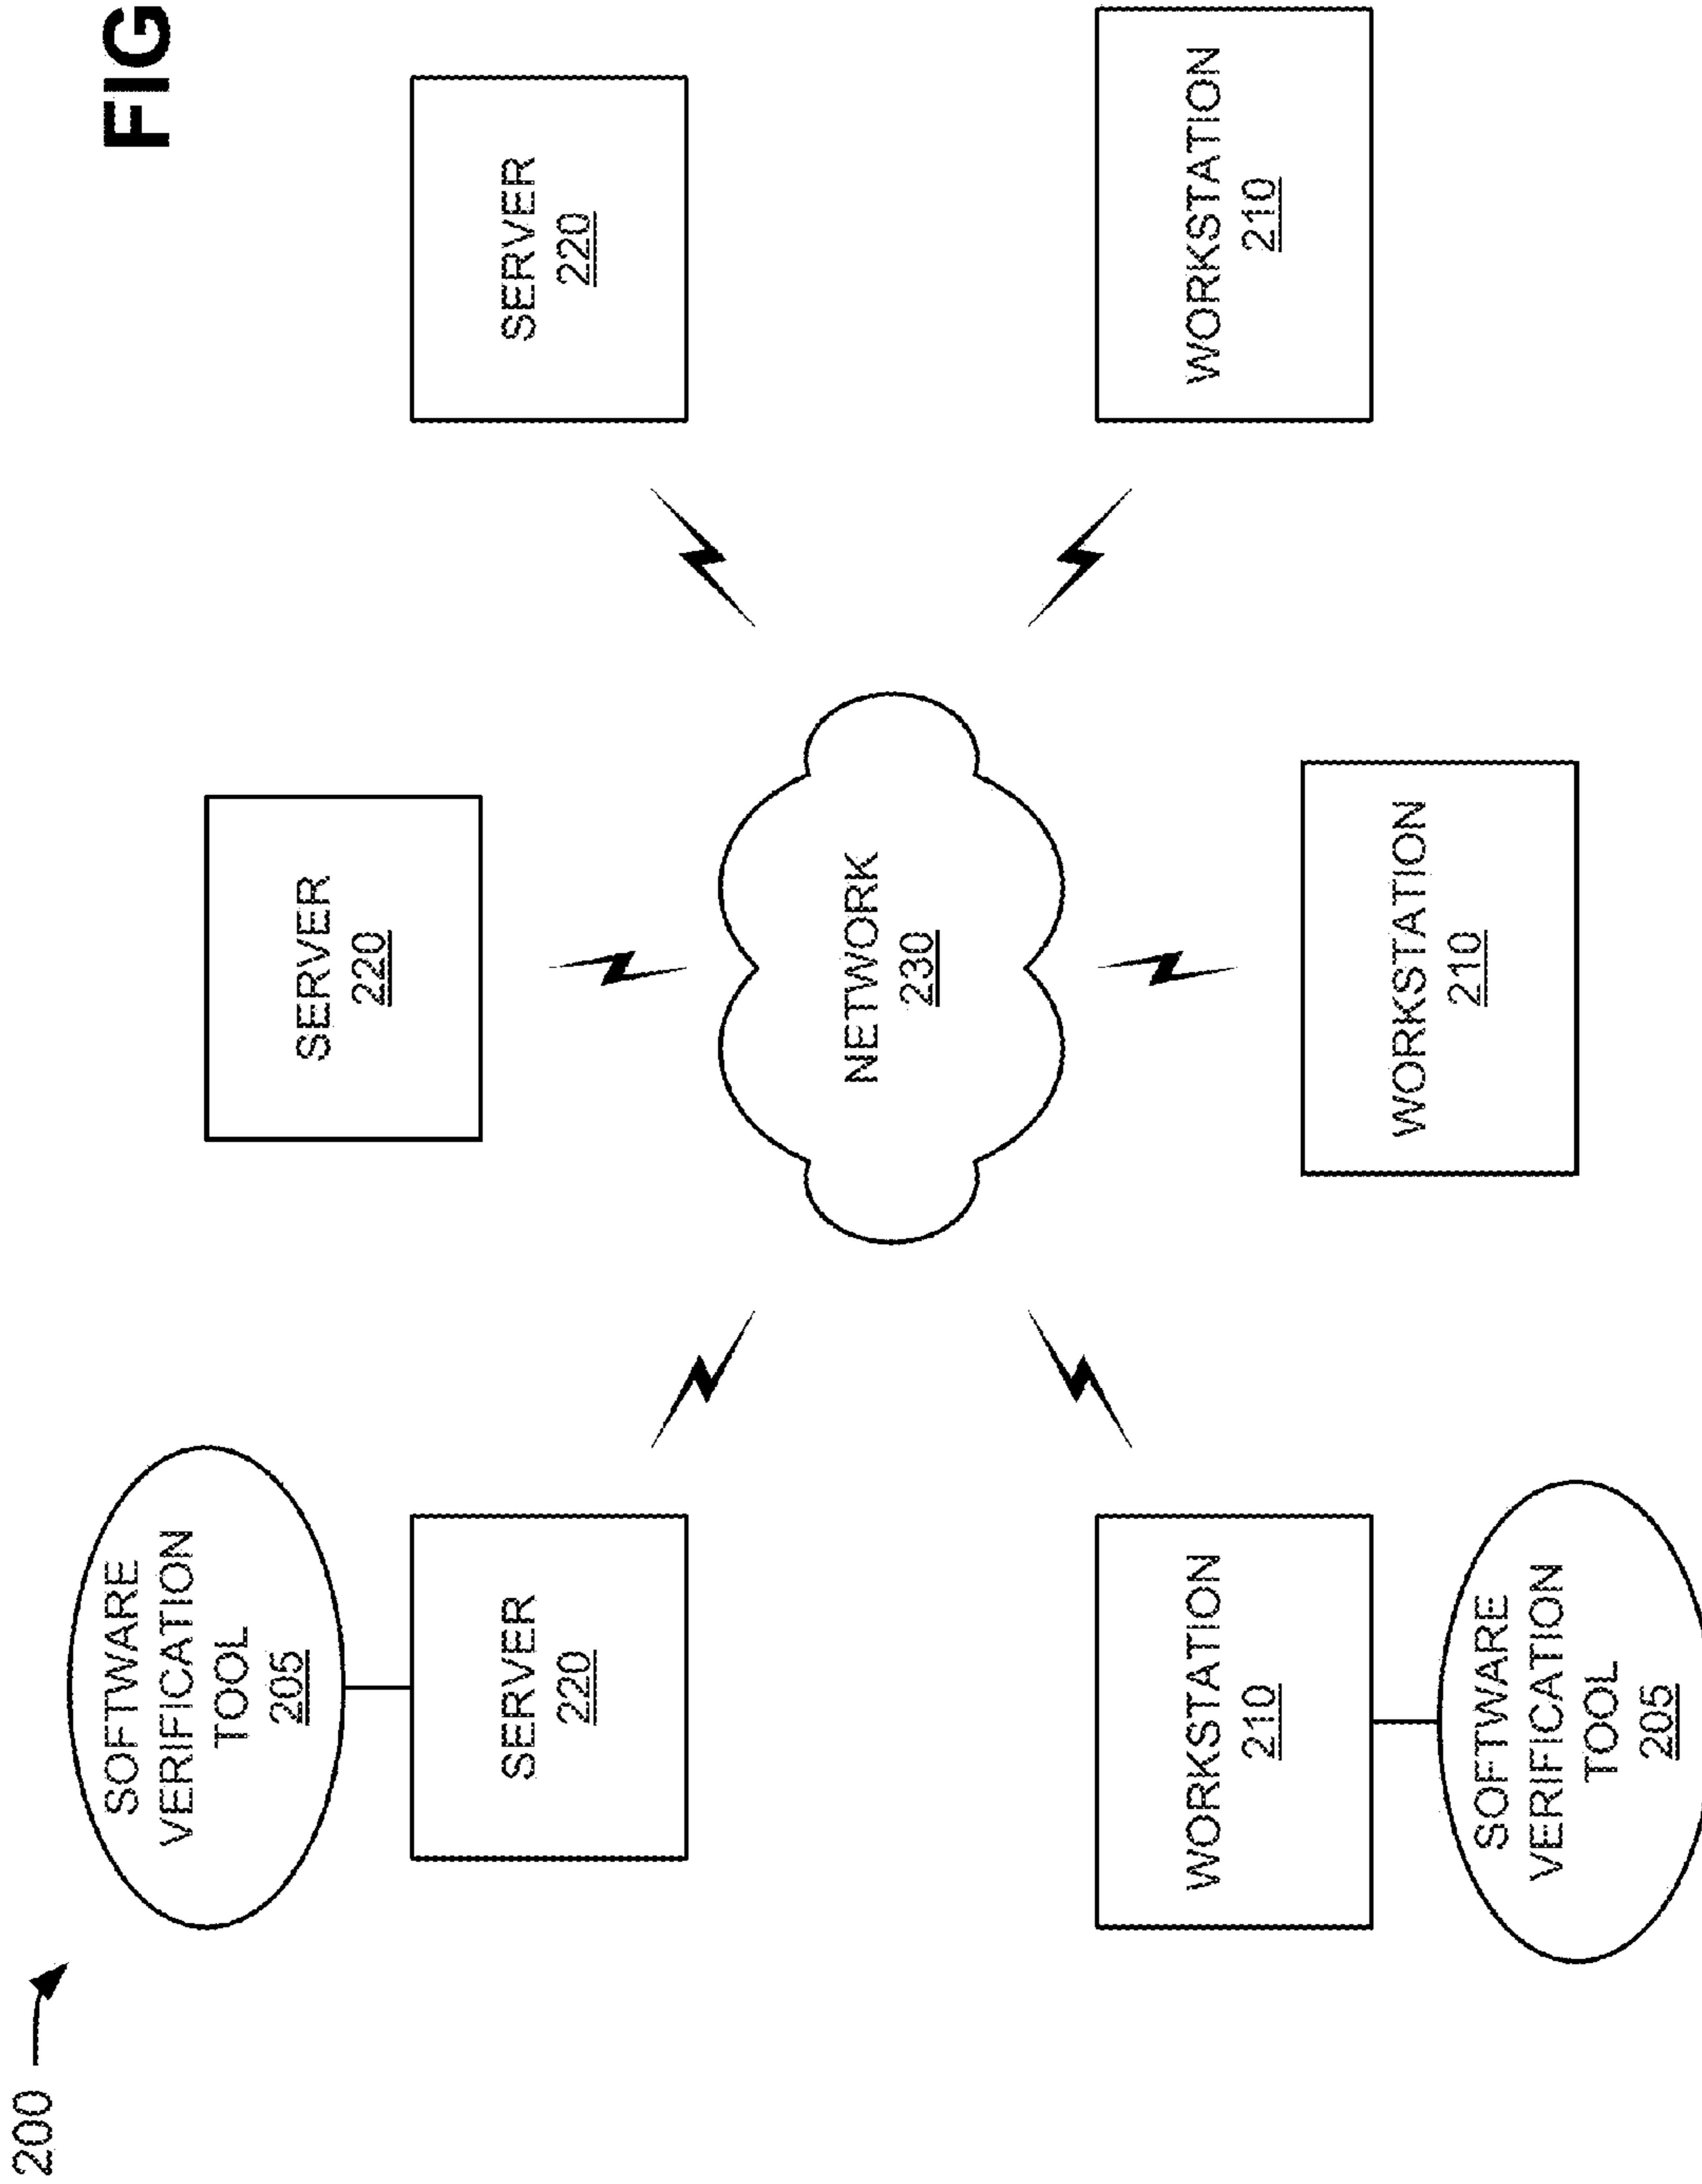 200
FIG
SOFTWARE
VERIFICATION
TOOL
205
SERVER
220
SERVER
220
SERVER
220
NETWORK
230
WORKSTATION
210
WORKSTATION
210
WORKSTATION
210
SOFTWARE
VERIFICATION
TOOL
205